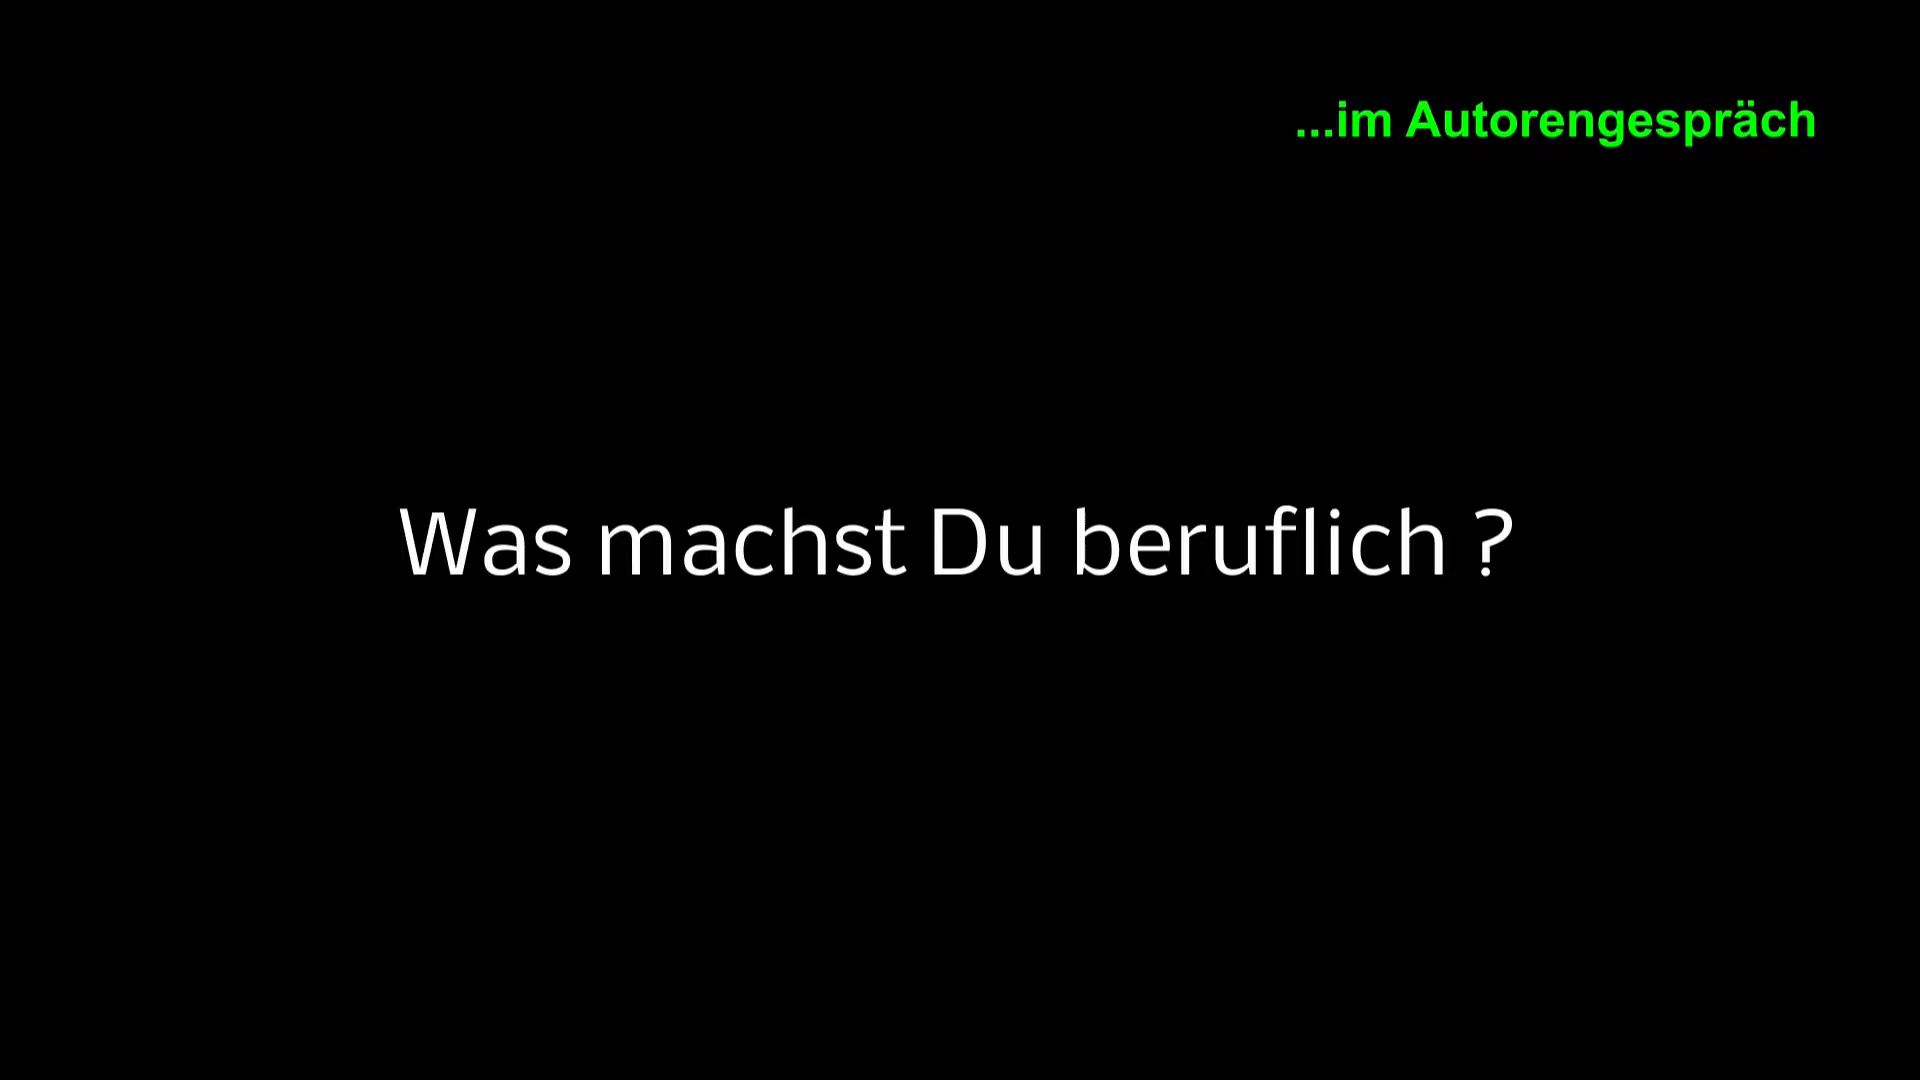 ...im Autorengespräch
Was machst Du beruflich ?